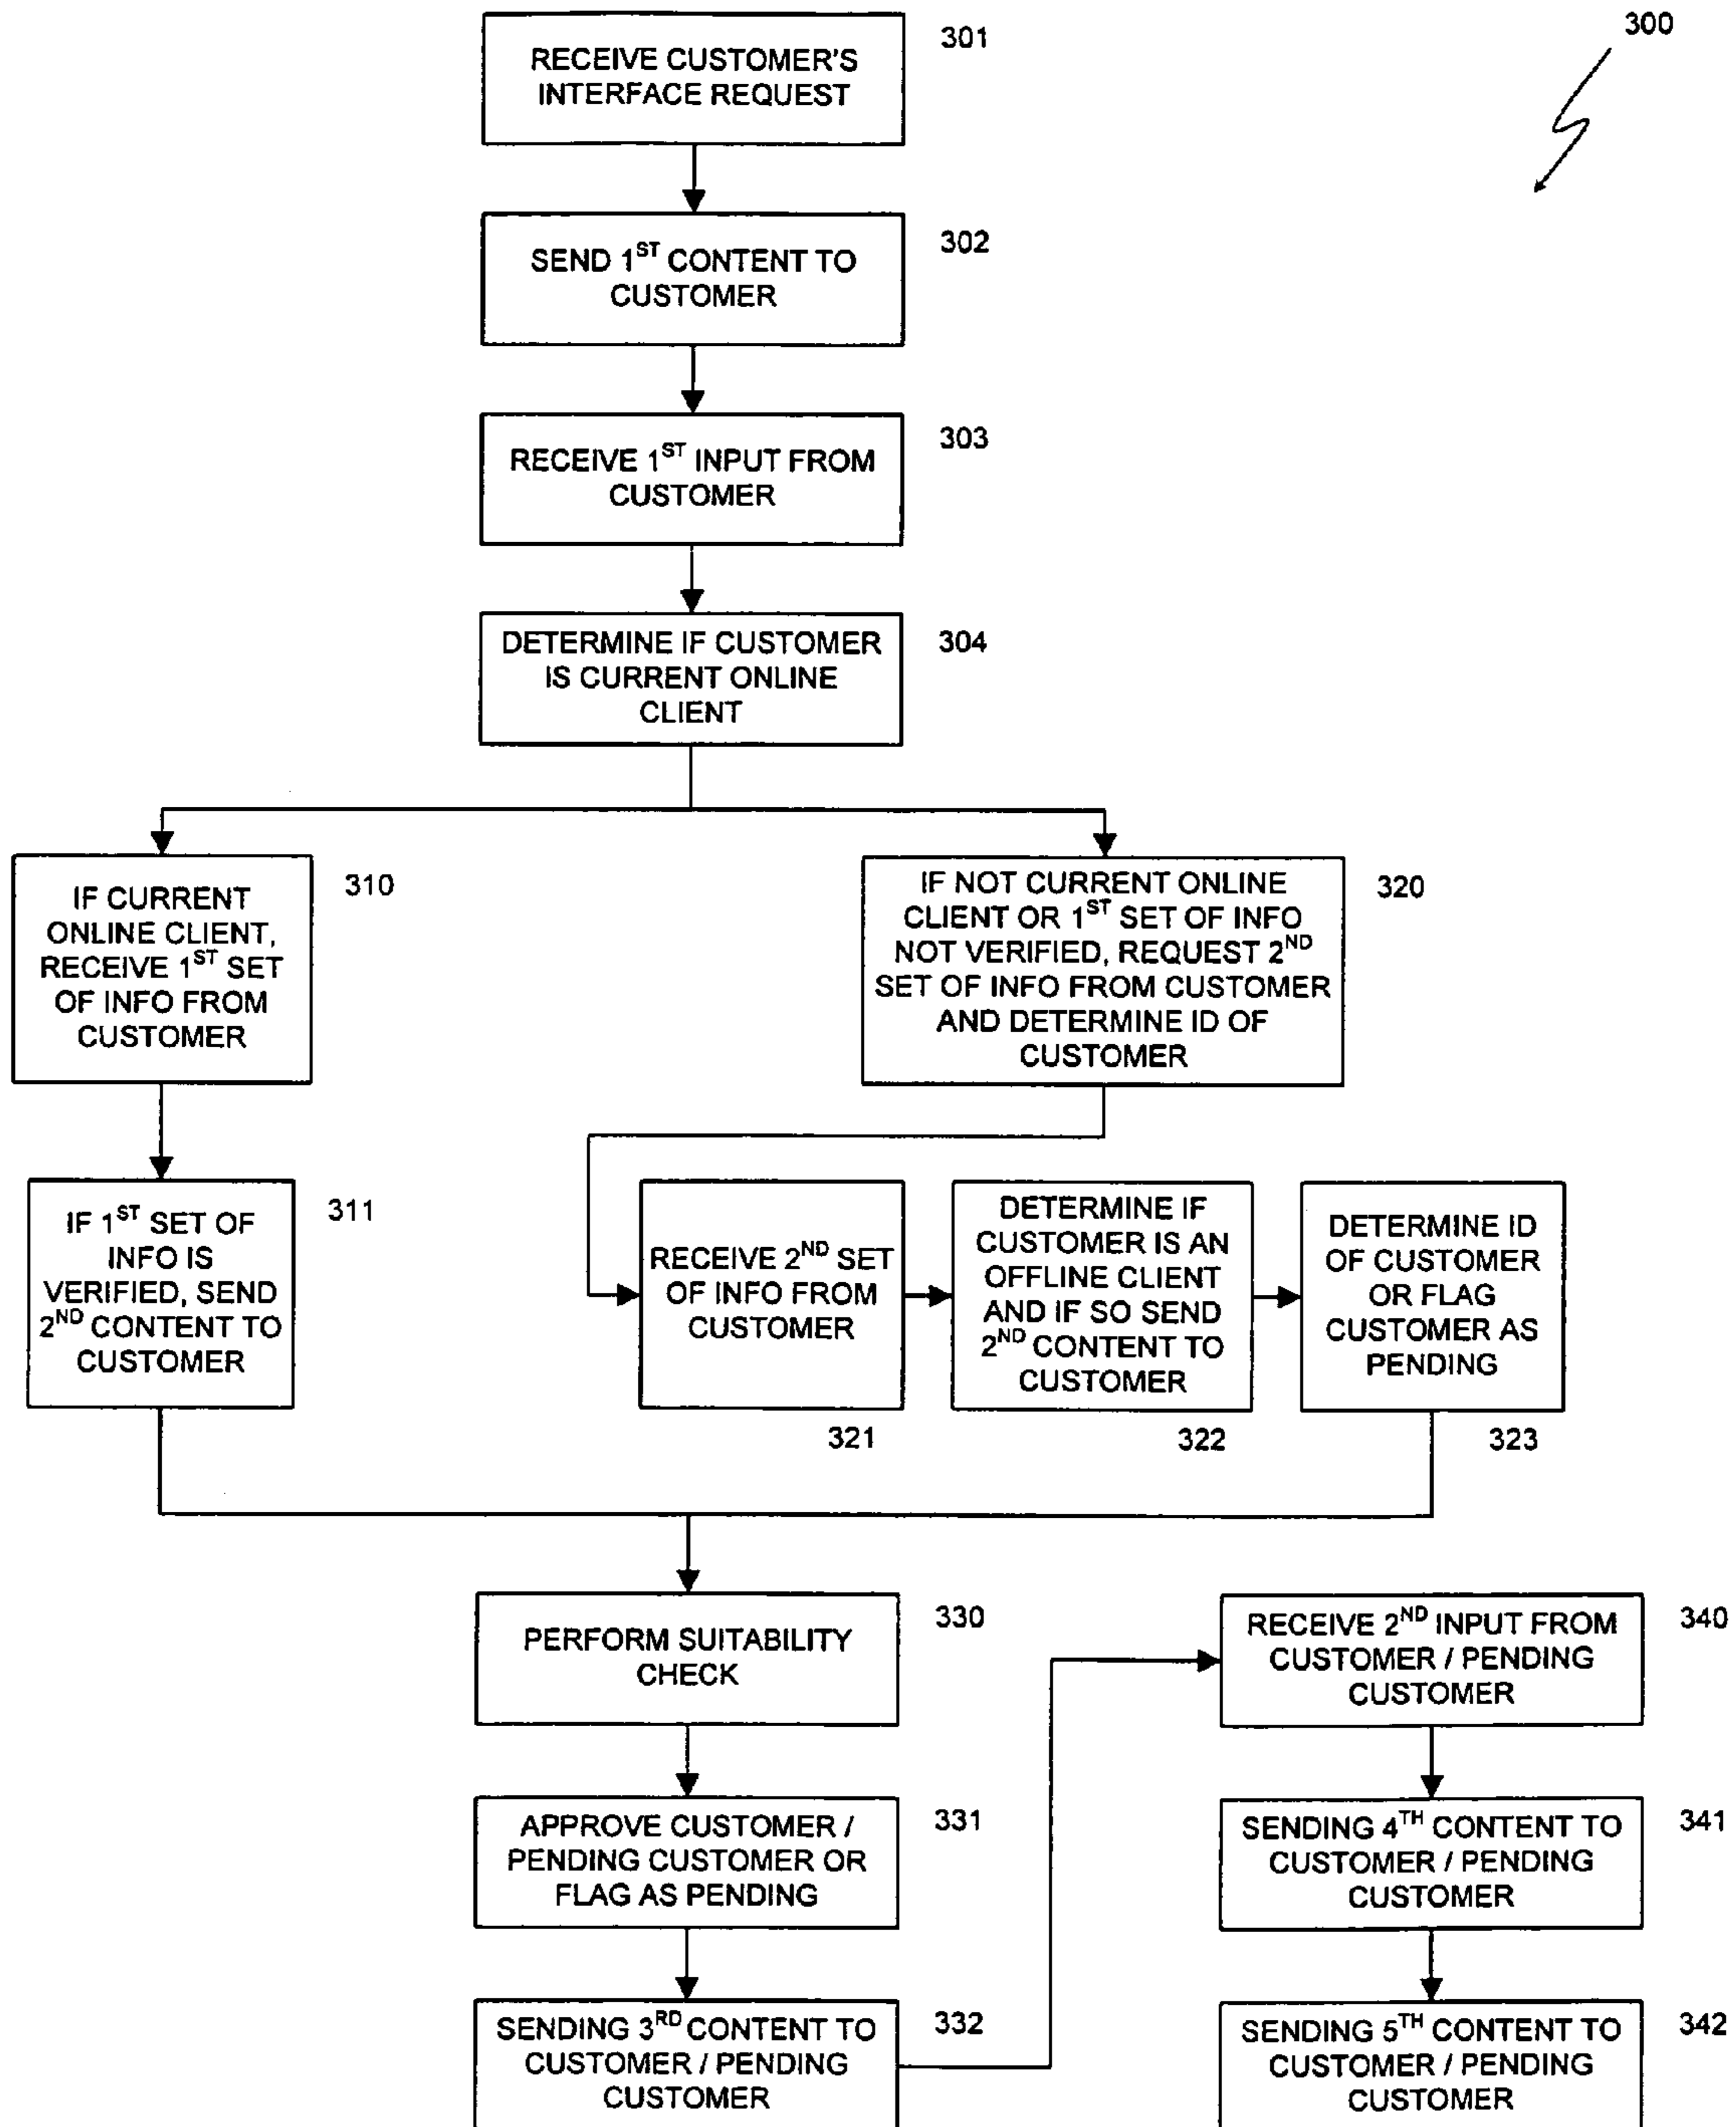 300
RECEIVE CUSTOMER'S
INTERFACE REQUEST
301
SEND 1ST CONTENT TO
CUSTOMER
302
RECEIVE 1ST INPUT FROM
CUSTOMER
303
DETERMINE IF CUSTOMER
IS CURRENT ONLINE
CLIENT
304
IF CURRENT
ONLINE CLIENT,
RECEIVE 1ST SET
OF INFO FROM
CUSTOMER
310
IF NOT CURRENT ONLINE
CLIENT OR 1ST SET OF INFO
NOT VERIFIED, REQUEST 2ND
SET OF INFO FROM CUSTOMER
AND DETERMINE ID OF
CUSTOMER
320
IF 1ST SET OF
INFO IS
VERIFIED, SEND
2ND CONTENT TO
CUSTOMER
311
RECEIVE 2ND SET
OF INFO FROM
CUSTOMER
321
DETERMINE IF
CUSTOMER IS AN
OFFLINE CLIENT
AND IF SO SEND
2ND CONTENT TO
CUSTOMER
322
DETERMINE ID
OF CUSTOMER
OR FLAG
CUSTOMER AS
PENDING
323
PERFORM SUITABILITY
CHECK
330
APPROVE CUSTOMER /
PENDING CUSTOMER OR
FLAG AS PENDING
331
SENDING 3RD CONTENT TO
CUSTOMER / PENDING
CUSTOMER
332
RECEIVE 2ND INPUT FROM
CUSTOMER / PENDING
CUSTOMER
340
SENDING 4TH CONTENT TO
CUSTOMER / PENDING
CUSTOMER
341
SENDING 5TH CONTENT TO
CUSTOMER / PENDING
CUSTOMER
342